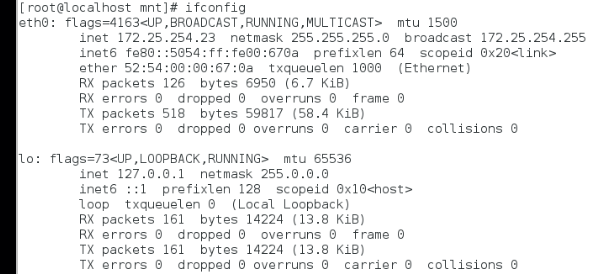 [root@localhost mnt]# ifconfig
eth0: flags=4163<UP,BROADCAST,RUNNING,MULTICAST>  mtu 1500
        inet 172.25.254.23  netmask 255.255.255.0  broadcast 172.25.254.255
        inet6 fe80::5054:ff:fe00:670a  prefixlen 64  scopeid 0x20<link>
        ether 52:54:00:00:67:0a  txqueuelen 1000  (Ethernet)
        RX packets 126  bytes 6950 (6.7 KiB)
        RX errors 0  dropped 0  overruns 0  frame 0
        TX packets 518  bytes 59817 (58.4 KiB)
        TX errors 0  dropped 0 overruns 0  carrier 0  collisions 0

lo: flags=73<UP,LOOPBACK,RUNNING>  mtu 65536
        inet 127.0.0.1  netmask 255.0.0.0
        inet6 ::1  prefixlen 128  scopeid 0x10<host>
        loop  txqueuelen 0  (Local Loopback)
        RX packets 161  bytes 14224 (13.8 KiB)
        RX errors 0  dropped 0  overruns 0  frame 0
        TX packets 161  bytes 14224 (13.8 KiB)
        TX errors 0  dropped 0 overruns 0  carrier 0  collisions 0